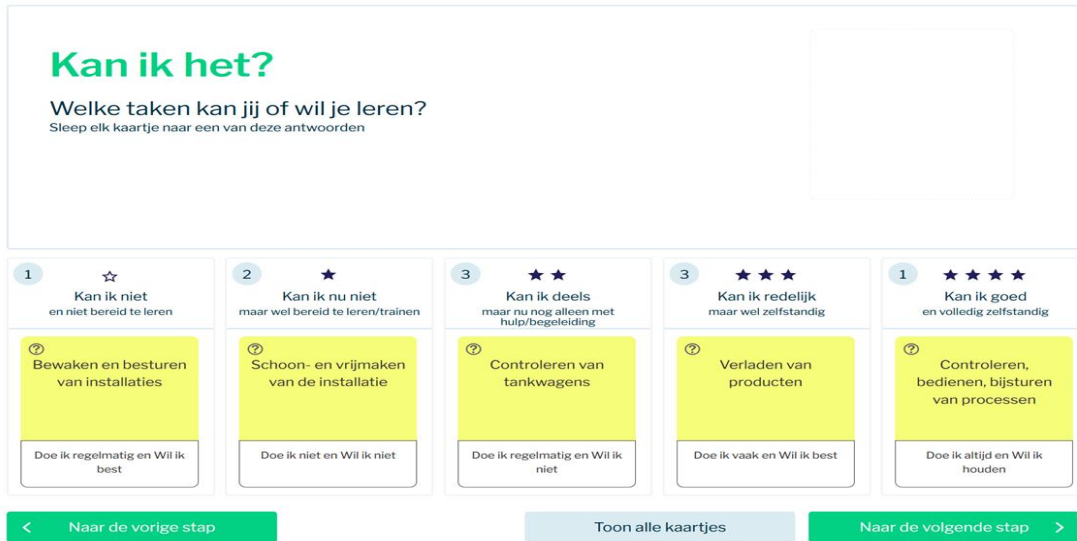 Kan ik het?
Welke taken kan jij of wil je leren?
Sleep elk kaartje naar een van deze antwoorden
1
Kan ik niet
en niet bereid te leren
Bewaken en besturen
van installaties
Doe ik regelmatig en Wil ik
best
2
Kan ik nu niet
maar wel bereid te leren/trainen
Schoon- en vrijmaken
van de installatie
Doe ik niet en Wil ik niet
3
Kan ik deels
maar nu nog alleen met
hulp/begeleiding
Controleren van
tankwagens
Doe ik regelmatig en Wil ik
niet
3
Kan ik redelijk
maar wel zelfstandig
Verladen van
producten
Doe ik vaak en Wil ik best
1
Kan ik goed
en volledig zelfstandig
Controleren,
bedienen, bijsturen
van processen
Doe ik altijd en Wil ik
houden
Naar de vorige stap
Toon alle kaartjes
Naar de volgende stap